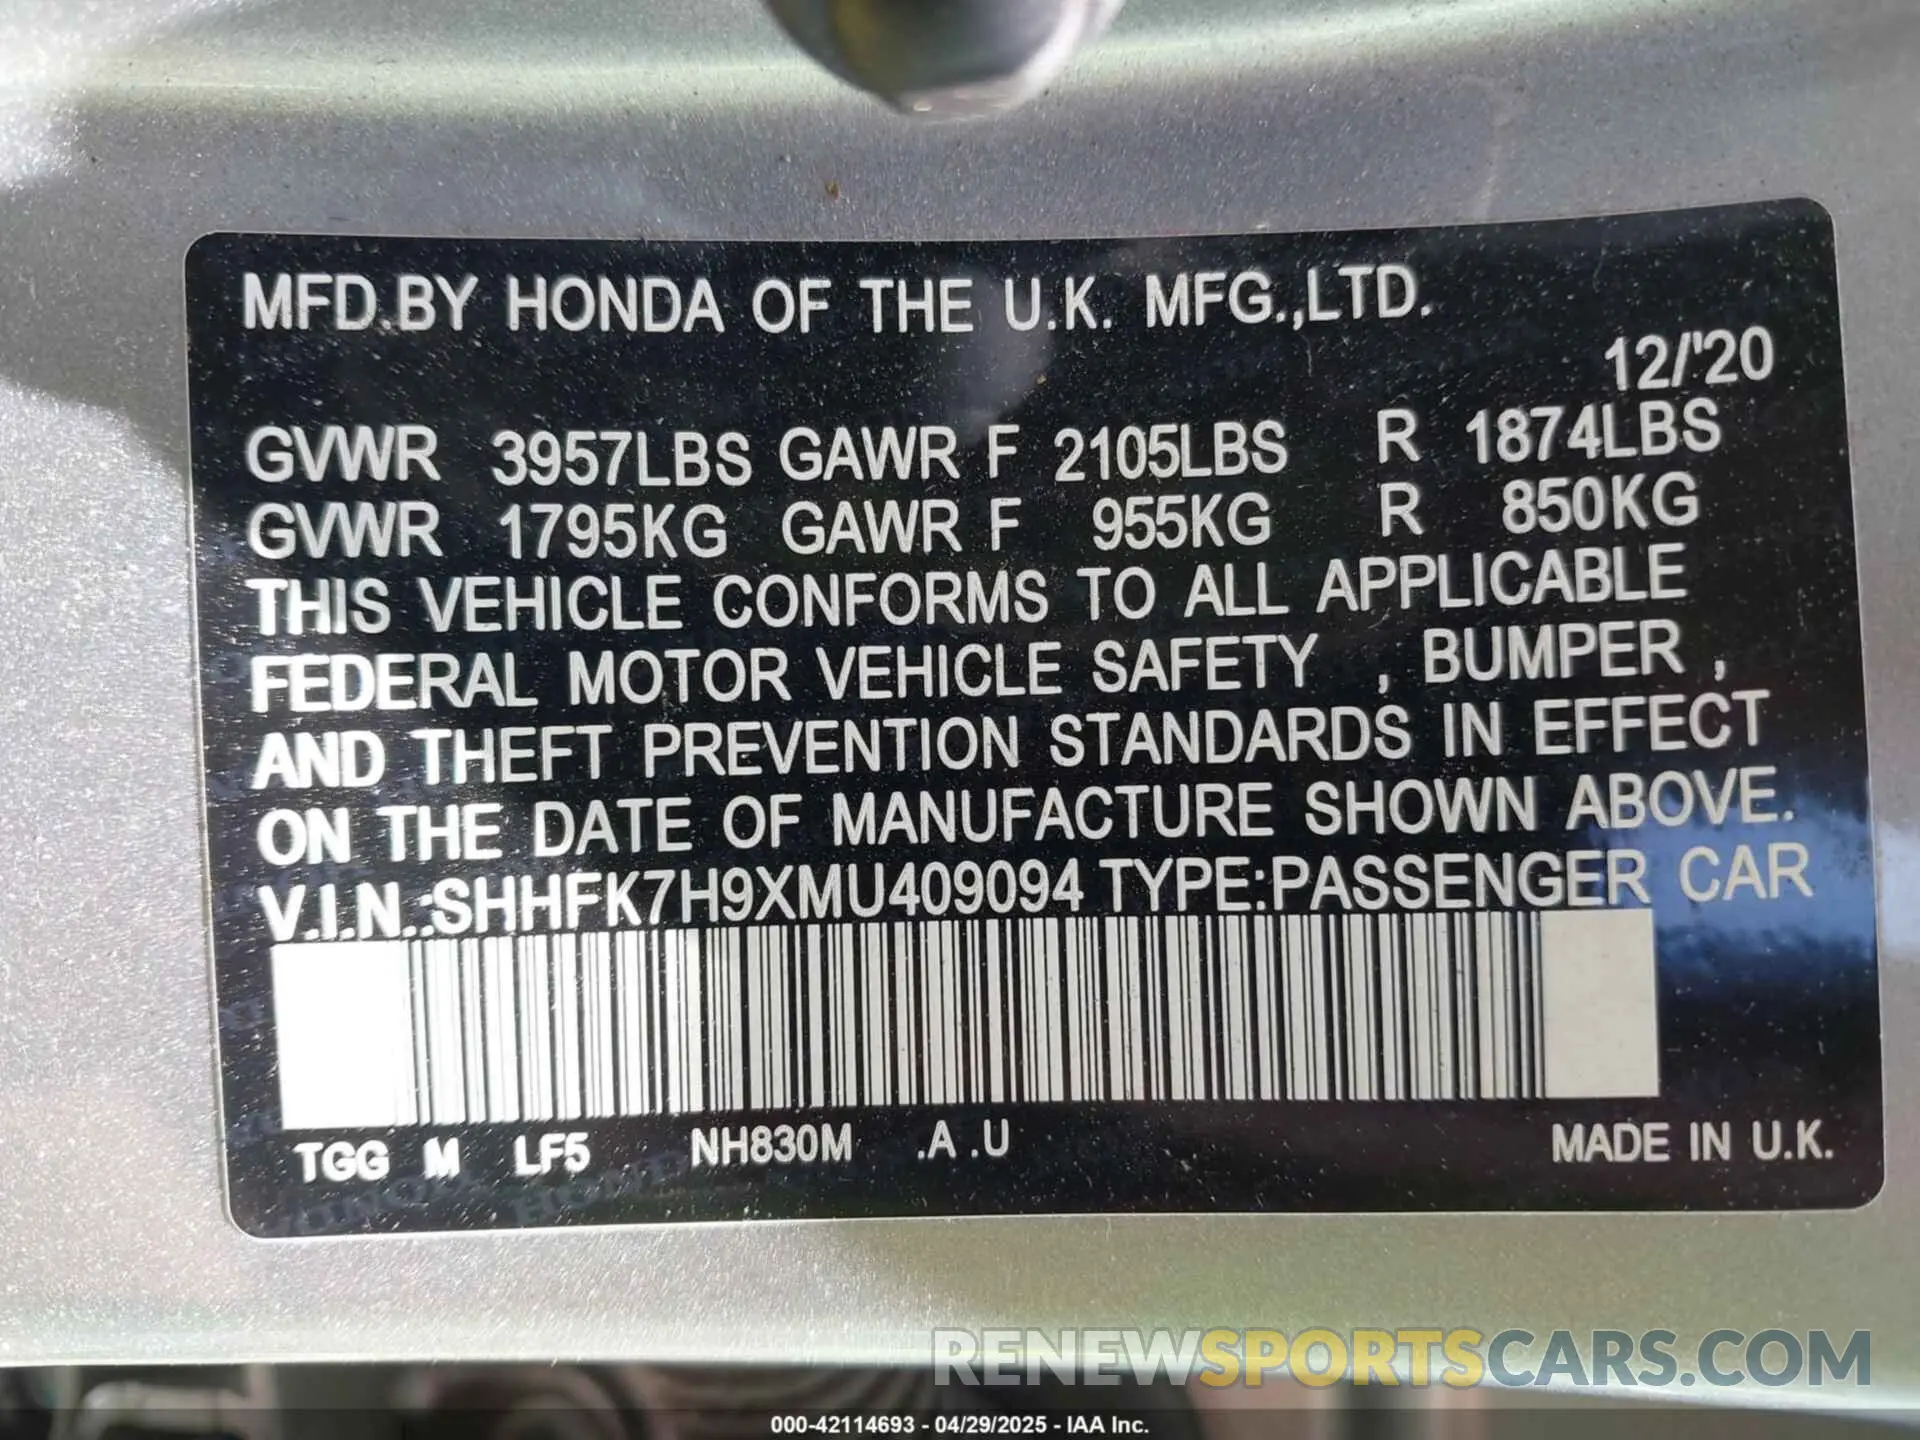 MFD.BY HONDA OF THE U.K. MFG.,LTD.
12/'20
GVWR 3957LBS GAWR F 2105LBS R 1874LBS
GVWR 1795KG GAWR F 955KG R 850KG
THIS VEHICLE CONFORMS TO ALL APPLICABLE
FEDERAL MOTOR VEHICLE SAFETY , BUMPER ,
AND THEFT PREVENTION STANDARDS IN EFFECT
ON THE DATE OF MANUFACTURE SHOWN ABOVE.
V.I.N.:SHHFK7H9XMU409094 TYPE:PASSENGER CAR
TGG M LF5 NH830M .A .U MADE IN U.K.
HONDA HONDA
RENEWSPORTSCARS.COM
000-42114693 - 04/29/2025 - IAA Inc.